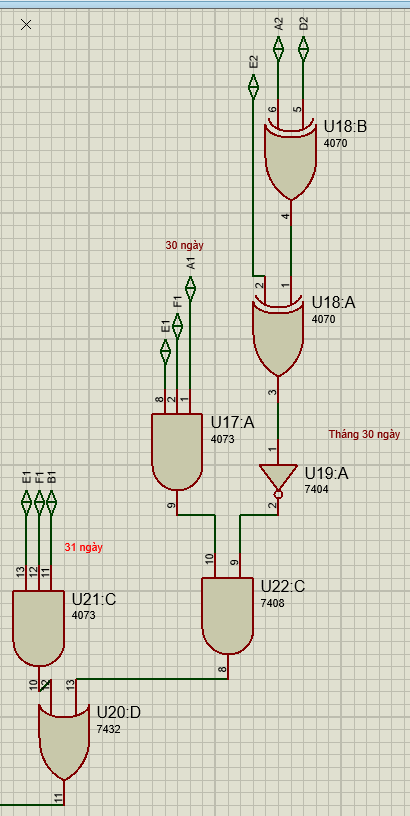 A2
D2
E2
6
5
U18:B
4070
4
30 ngày
A1
2
1
U18:A
4070
F1
E1
3
8
2
1
U17:A
4073
Tháng 30 ngày
1
U19:A
7404
E1
F1
B1
9
2
31 ngày
10
9
13
12
11
U21:C
4073
U22:C
7408
8
10
12
13
U20:D
7432
11